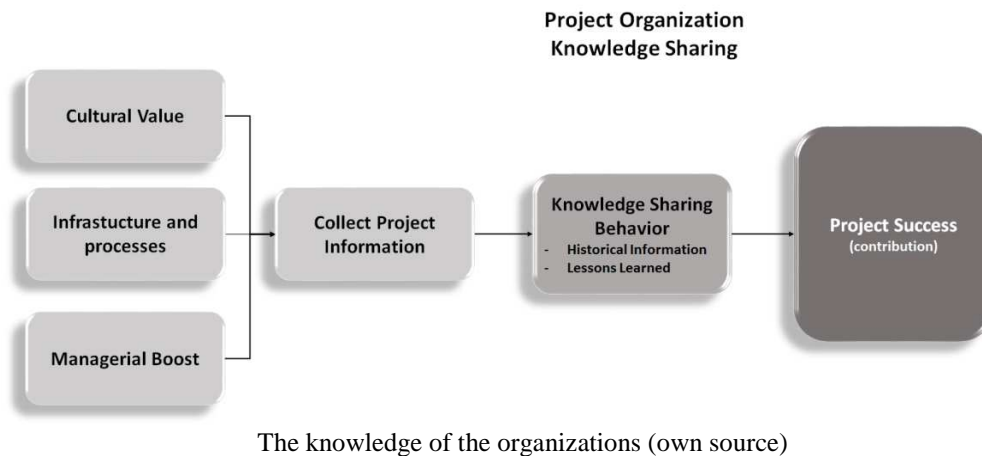 Project Organization
Knowledge Sharing
Cultural Value
Infrastucture and
processes
Managerial Boost
Collect Project
Information
Knowledge Sharing
Behavior
- Historical Information
- Lessons Learned
Project Success
(contribution)
The knowledge of the organizations (own source)